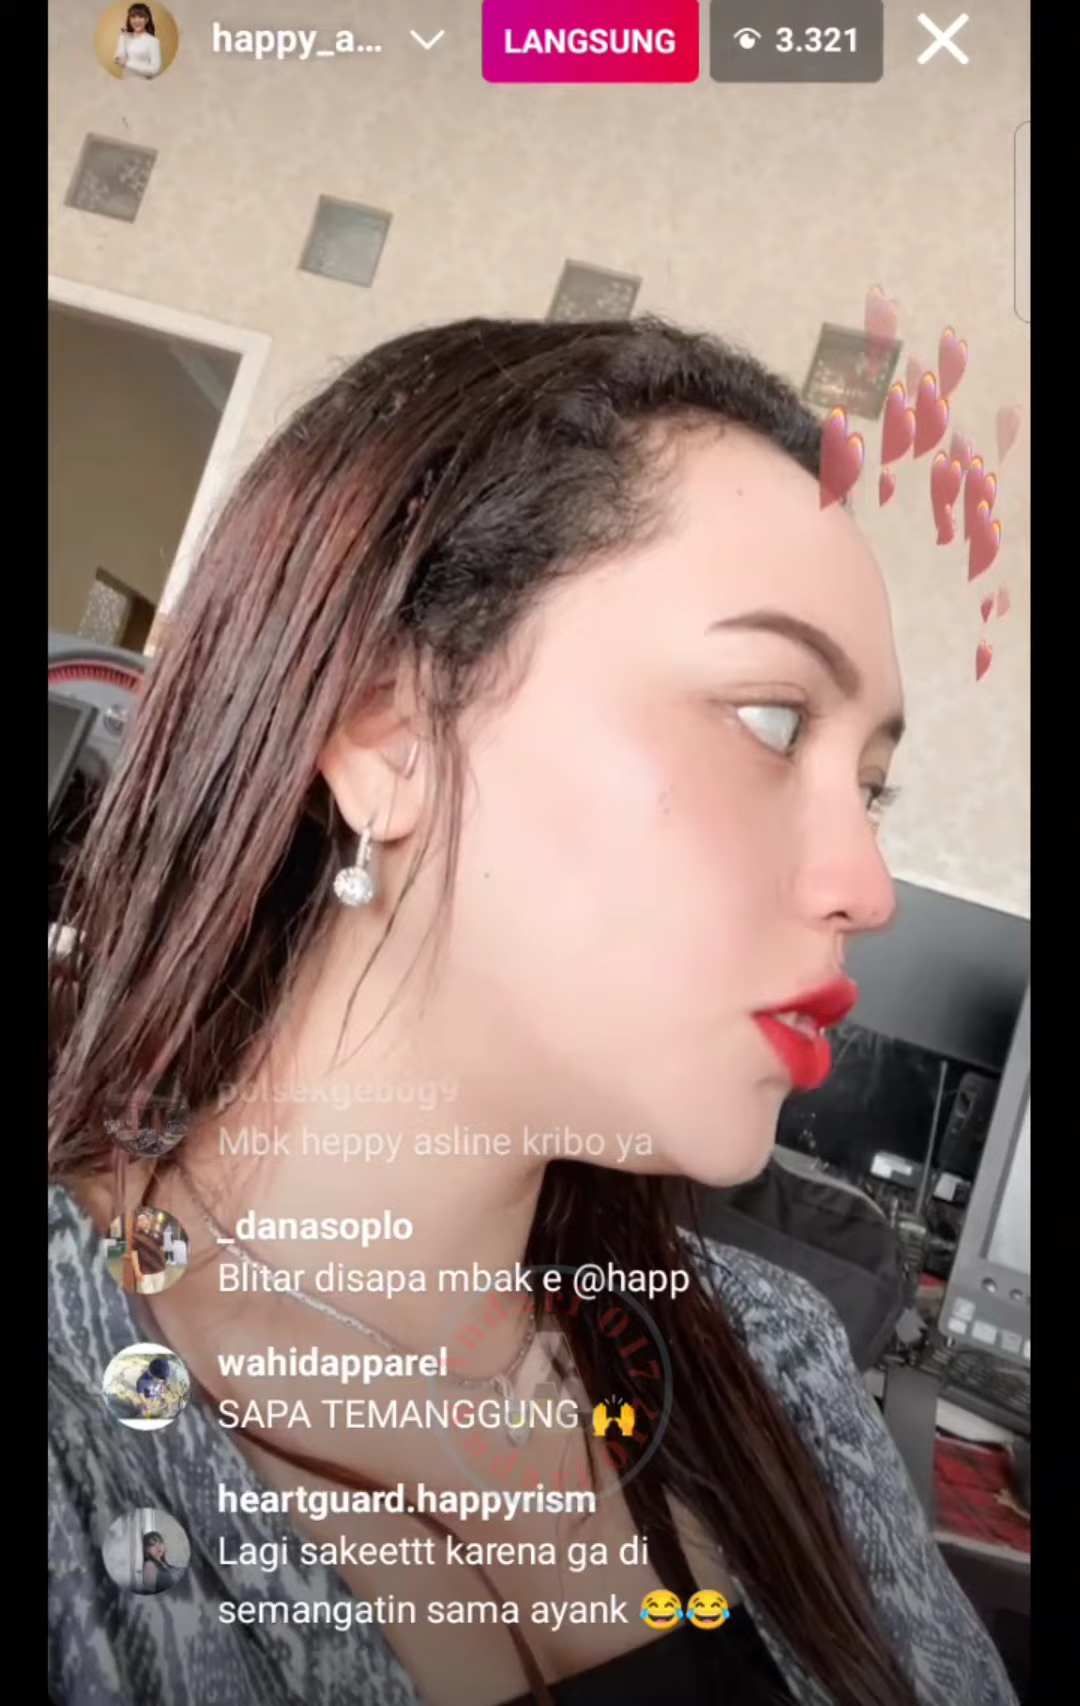 happy_a...
LANGSUNG
3.321
polsekgebog9
Mbk heppy asline kribo ya
_danasoplo
Blitar disapa mbak e @happ
wahidapparel
SAPA TEMANGGUNG 🙌
heartguard.happyrism
Lagi sakeettt karena ga di
semangatin sama ayank 😂😂